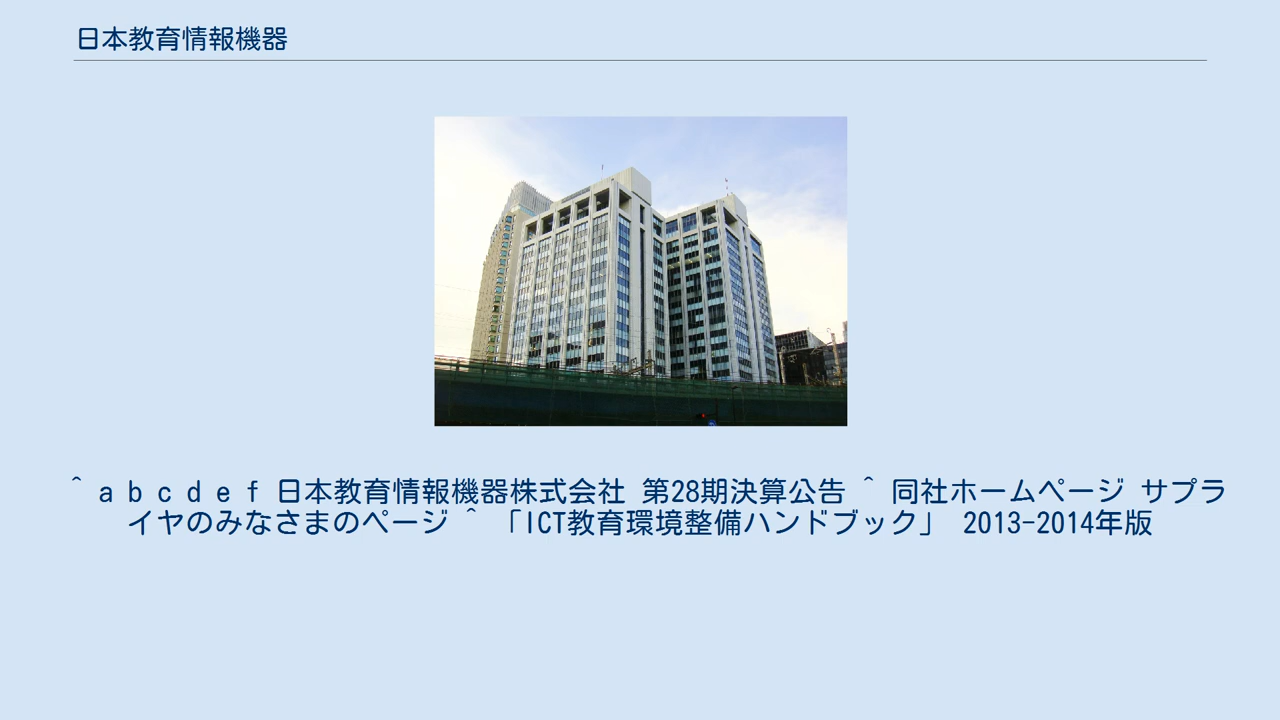 日本教育情報機器
^ a b c d e f 日本教育情報機器株式会社 第28期決算公告 ^ 同社ホームページ サプラ
イヤのみなさまのページ ^ 「ICT教育環境整備ハンドブック」 2013-2014年版